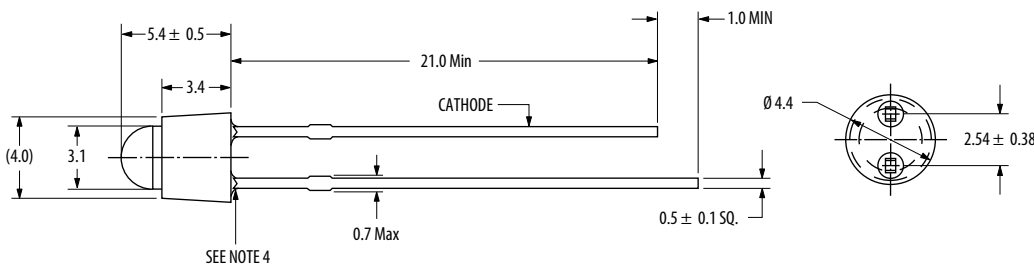 1.0 MIN
5.4 ± 0.5
21.0 Min
3.4
CATHODE
Ø 4.4
(4.0)
3.1
2.54 ± 0.38
0.7 Max
0.5 ± 0.1 SQ.
SEE NOTE 4